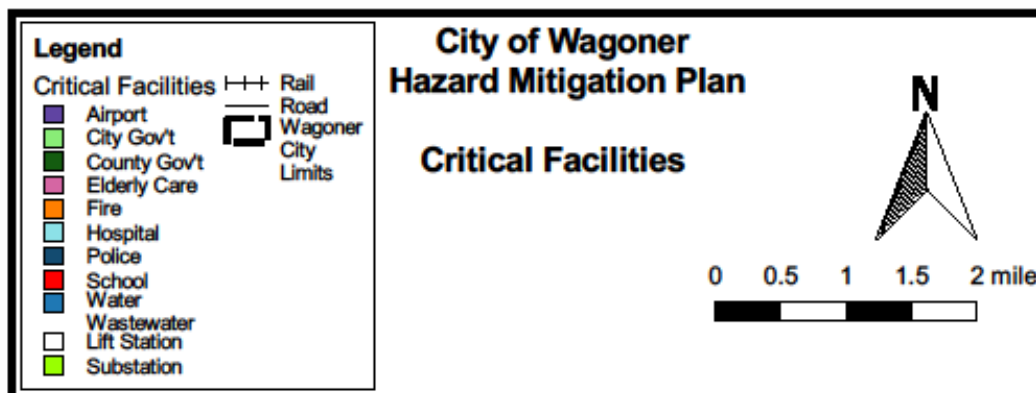 Legend
Critical Facilities
Airport
City Gov't
County Gov't
Elderly Care
Fire
Hospital
Police
School
Water
Wastewater
Lift Station
Substation
Rail
Road
Wagoner
City
Limits
City of Wagoner
Hazard Mitigation Plan
Critical Facilities
N
0 0.5 1 1.5 2 mile